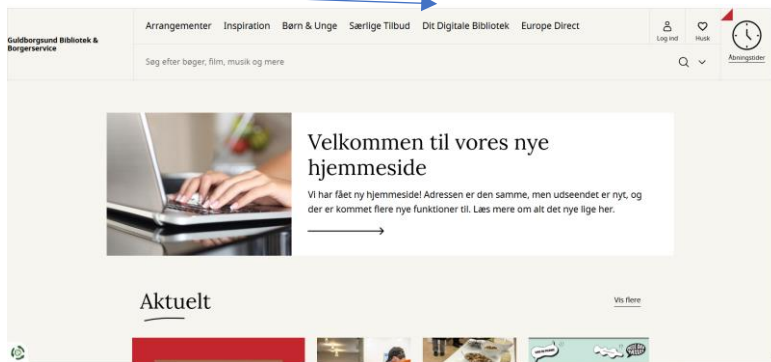 Arrangementer Inspiration Børn & Unge Særlige Tilbud Dit Digitale Bibliotek Europe Direct
Guldborgsund Bibliotek &
Borgerservice
Log ind
Husk
Åbningstider
Søg efter bøger, film, musik og mere
Velkommen til vores nye
hjemmeside
Vi har fået ny hjemmeside! Adressen er den samme, men udseendet er nyt, og
der er kommet flere nye funktioner til. Læs mere om alt det nye lige her.
Aktuelt
Vis flere